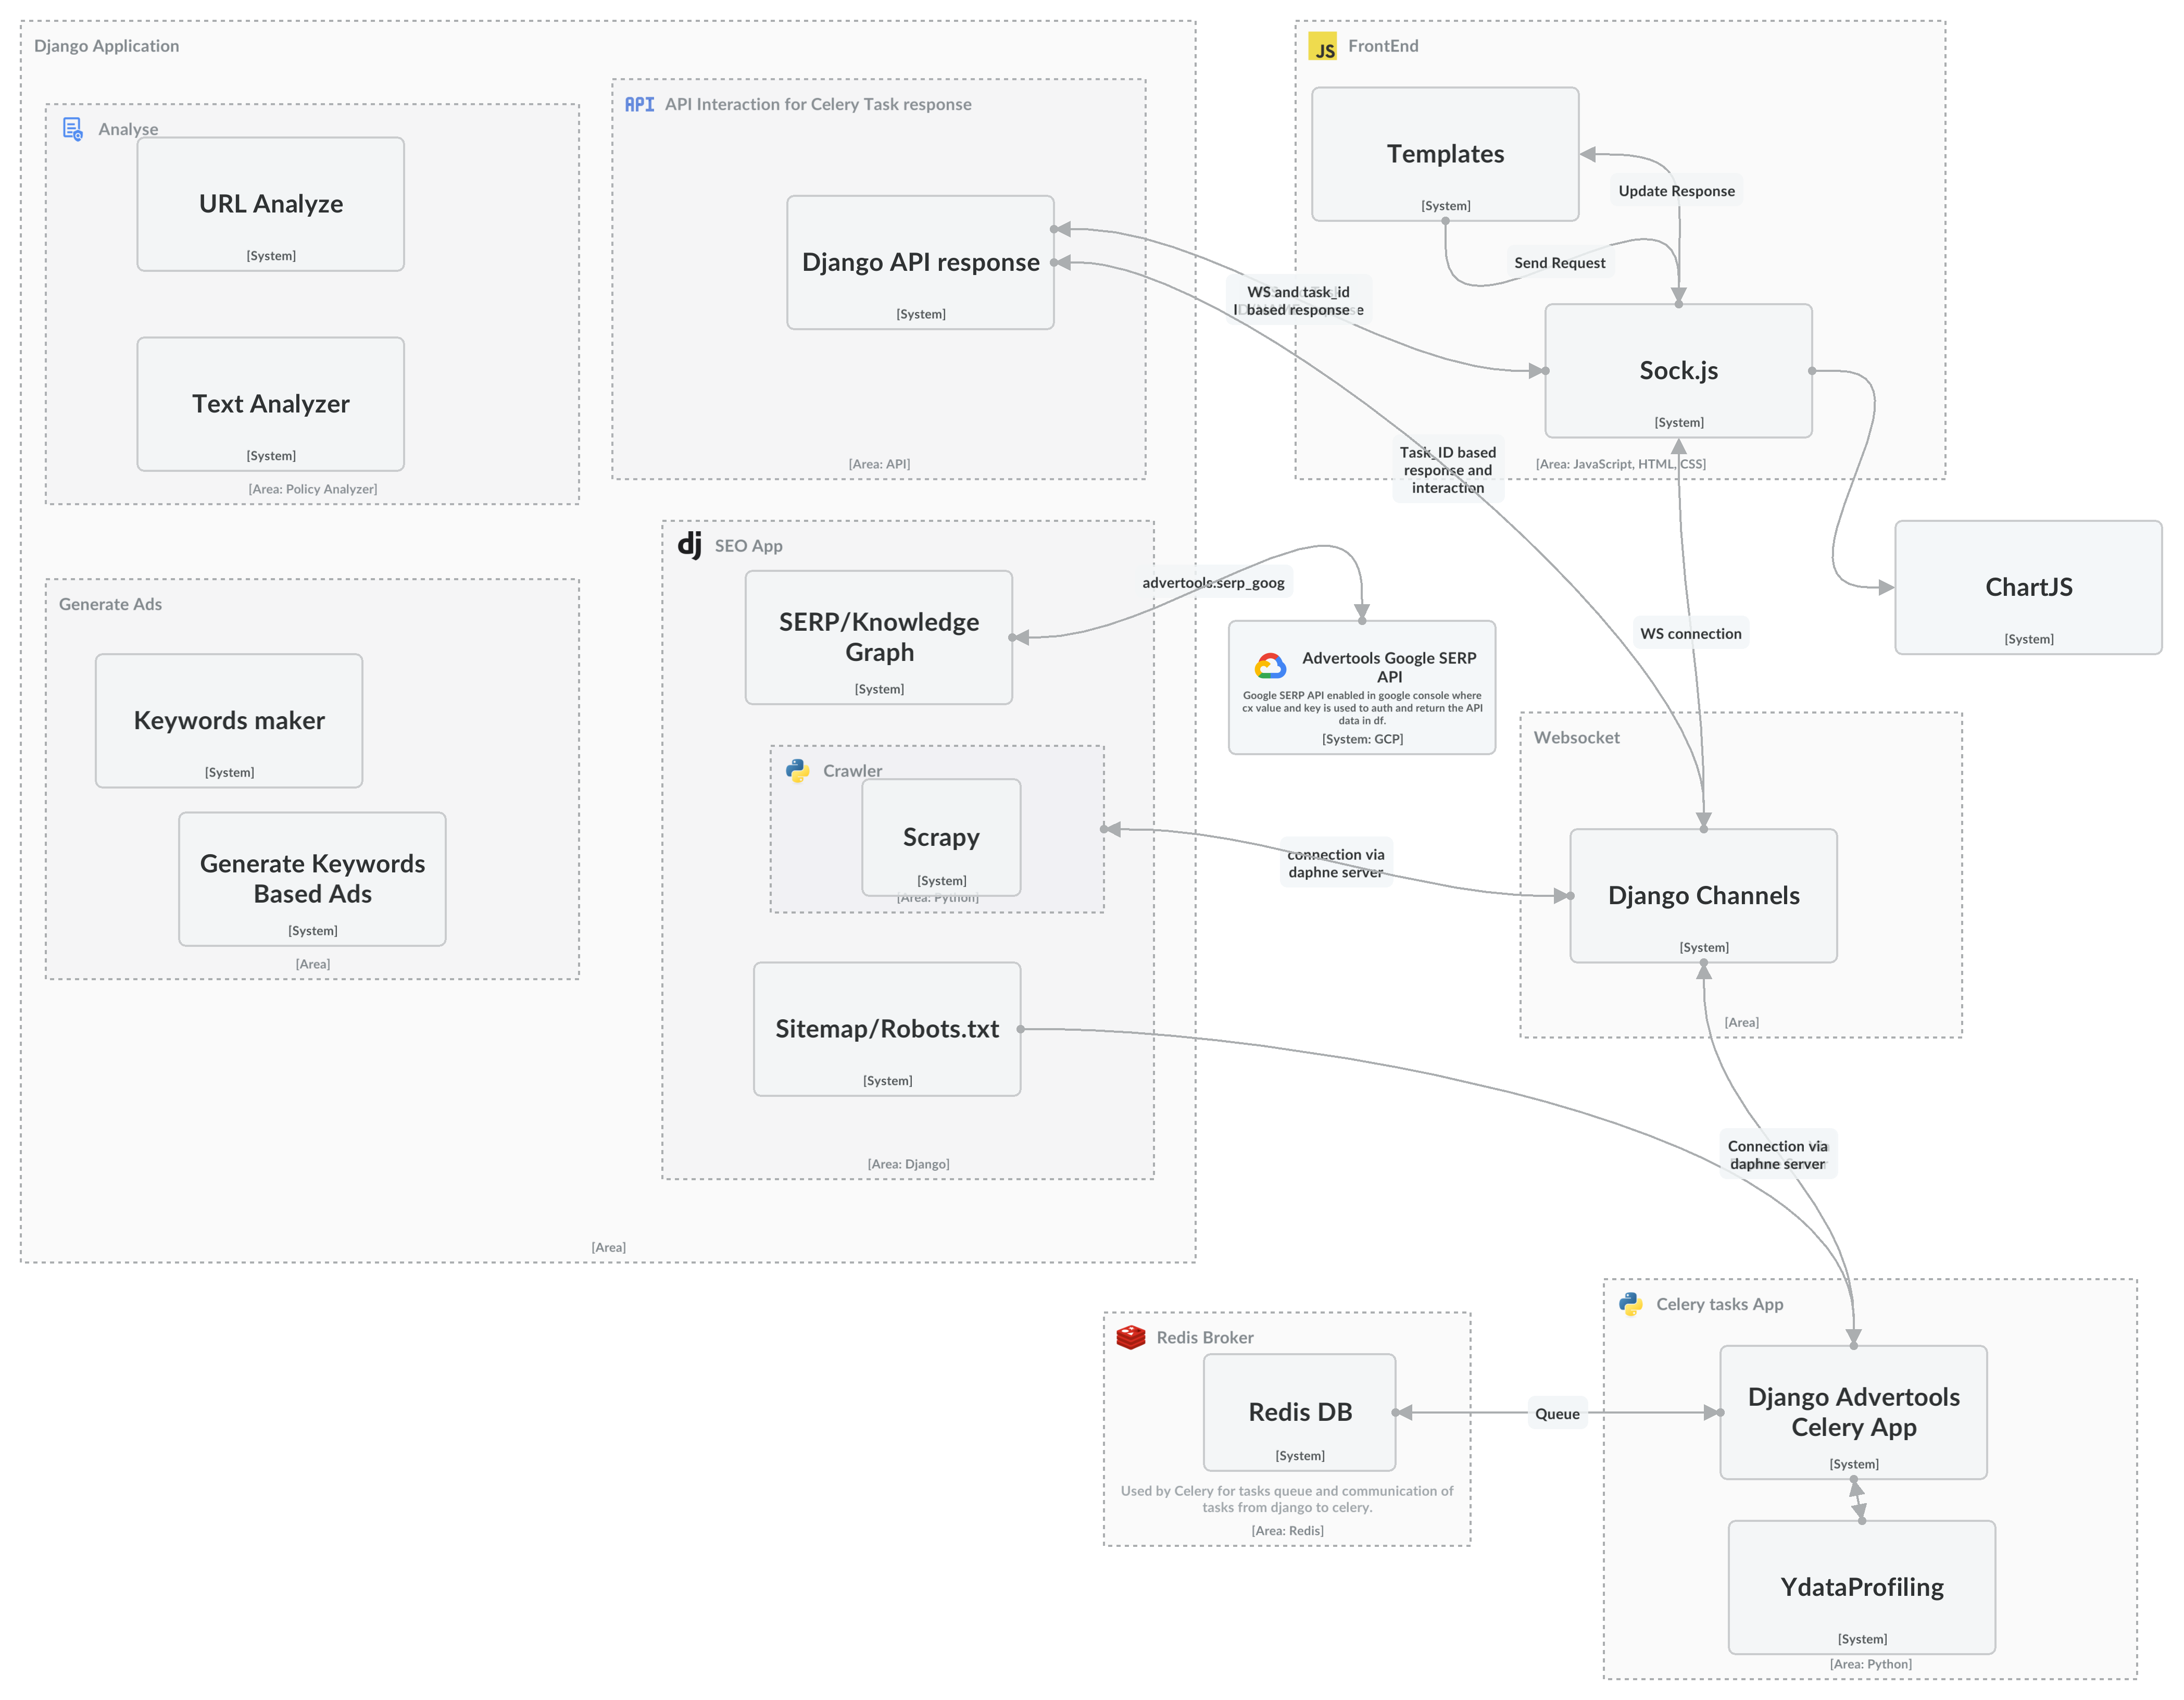 Django Application
Analyse
URL Analyze
[System]
Text Analyzer
[System]
[Area: Policy Analyzer]
API
API Interaction for Celery Task response
Django API response
[System]
[Area: API]
JS
FrontEnd
Templates
[System]
Update Response
Send Request
Sock.js
[System]
[Area: JavaScript, HTML, CSS]
WS and task_id
based response
Task_ID based
response and
interaction
ChartJS
[System]
WS connection
Generate Ads
Keywords maker
[System]
Generate Keywords
Based Ads
[System]
[Area]
dj
SEO App
SERP/Knowledge
Graph
[System]
advertools.serp_goog
Advertools Google SERP
API
Google SERP API enabled in google console where
cx value and key is used to auth and return the API
data in df.
[System: GCP]
Crawler
Scrapy
[System]
[Area: Python]
connection via
daphne server
Websocket
Django Channels
[System]
[Area]
Sitemap/Robots.txt
[System]
[Area: Django]
[Area]
Connection via
daphne server
Redis Broker
Redis DB
[System]
Used by Celery for tasks queue and communication of
tasks from django to celery.
[Area: Redis]
Queue
Celery tasks App
Django Advertools
Celery App
[System]
YdataProfiling
[System]
[Area: Python]